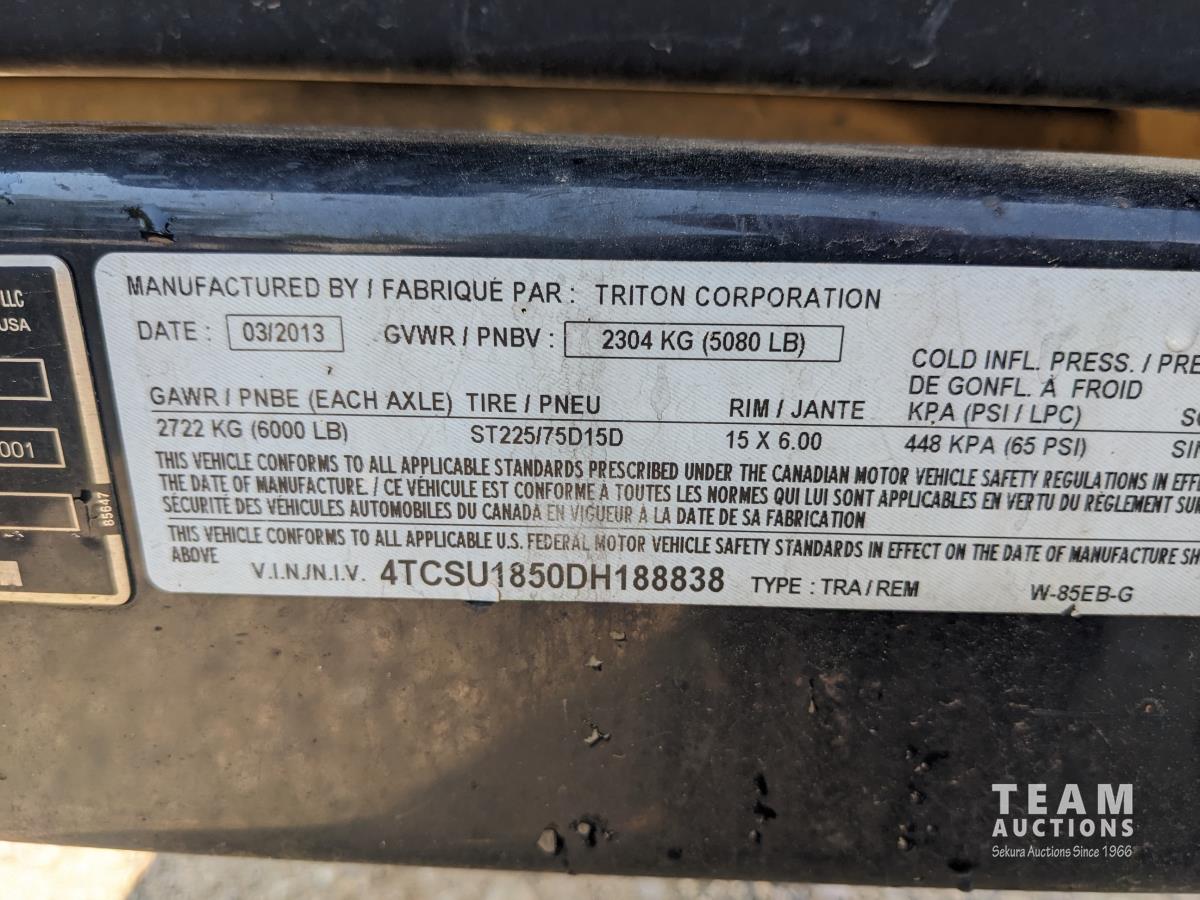 LLC
USA
001
85647
MANUFACTURED BY / FABRIQUÉ PAR : TRITON CORPORATION
DATE : 03/2013 GVWR / PNBV : 2304 KG (5080 LB)
COLD INFL. PRESS. / PRE
DE GONFL. À FROID
GAWR / PNBE (EACH AXLE) TIRE / PNEU RIM / JANTE KPA (PSI / LPC)
2722 KG (6000 LB) ST225/75D15D 15 X 6.00 448 KPA (65 PSI) SIN
THIS VEHICLE CONFORMS TO ALL APPLICABLE STANDARDS PRESCRIBED UNDER THE CANADIAN MOTOR VEHICLE SAFETY REGULATIONS IN EFFE
THE DATE OF MANUFACTURE. / CE VÉHICULE EST CONFORME À TOUTES LES NORMES QUI LUI SONT APPLICABLES EN VERTU DU RÈGLEMENT SUR
SÉCURITÉ DES VÉHICULES AUTOMOBILES DU CANADA EN VIGUEUR À LA DATE DE SA FABRICATION
THIS VEHICLE CONFORMS TO ALL APPLICABLE U.S. FEDERAL MOTOR VEHICLE SAFETY STANDARDS IN EFFECT ON THE DATE OF MANUFACTURE SH
ABOVE
V.I.N./N.I.V. 4TCSU1850DH188838 TYPE : TRA / REM W-85EB-G
TEAM
AUCTIONS
Sekura Auctions Since 1966